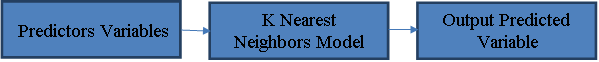 Predictors Variables
K Nearest
Neighbors Model
Output Predicted
Variable